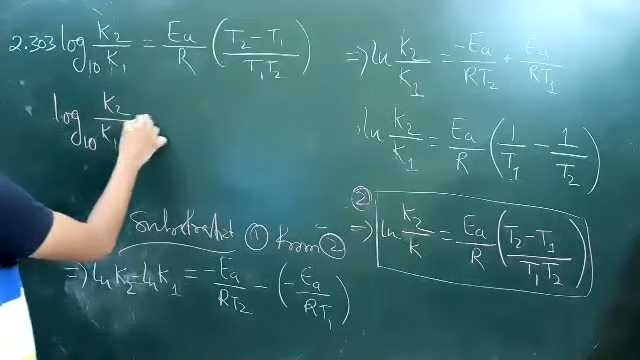 2.303 log₁₀ K₂/K₁ = Ea/R (T₂ - T₁ / T₁T₂)
log₁₀ K₂/K₁
Substratet ① from ②
⇒ ln K₂ - ln K₁ = -Ea/RT₂ - (-Ea/RT₁)
⇒ ln K₂/K₁ = -Ea/RT₂ + Ea/RT₁
ln K₂/K₁ = Ea/R (1/T₁ - 1/T₂)
② ⇒ ln K₂/K = Ea/R (T₂ - T₁ / T₁T₂)